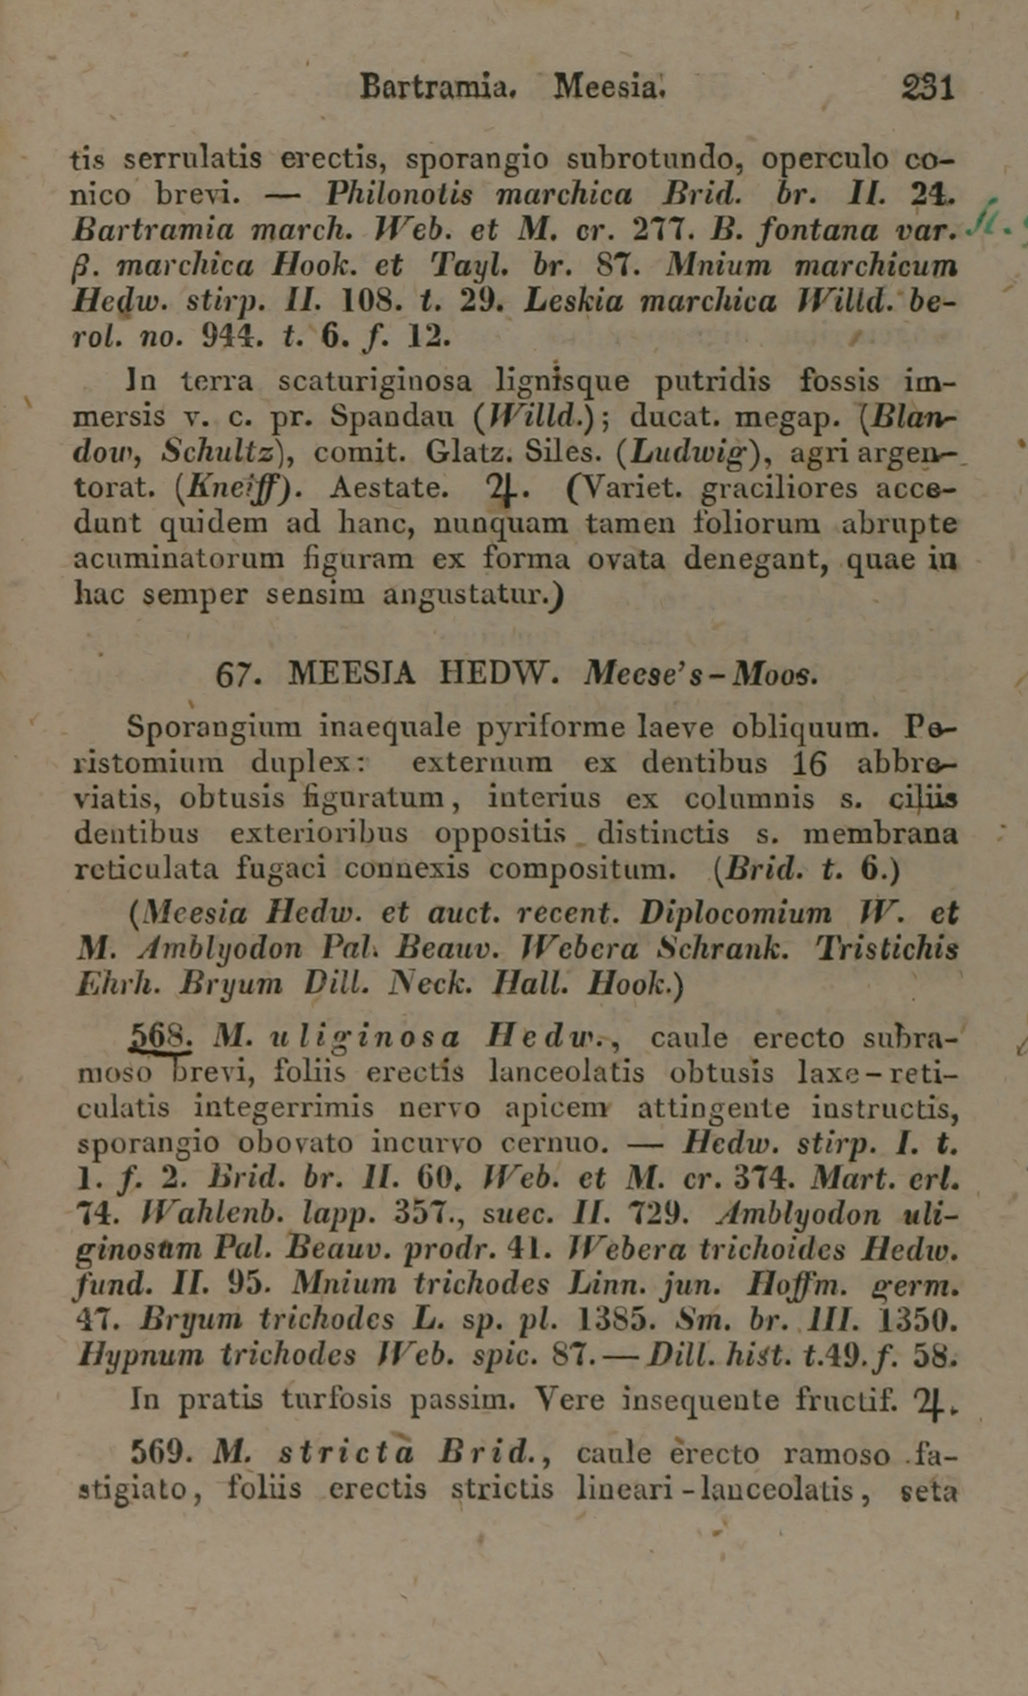 Bartramia. Meesia. 231
tis serrulatis erectis, sporangio subrotundo, operculo co-
nico brevi. — Philonotis marchica Brid. br. II. 24.
Bartramia march. Web. et M. cr. 277. B. fontana var.
β. marchica Hook. et Tayl. br. 87. Mnium marchicum
Hedw. stirp. II. 108. t. 29. Leskia marchica Willd. be-
rol. no. 944. t. 6. f. 12.
In terra scaturiginosa lignisque putridis fossis im-
mersis v. c. pr. Spandau (Willd.); ducat. megap. (Blan-
dow, Schultz), comit. Glatz. Siles. (Ludwig), agri argen-
torat. (Kneiff). Aestate. ♃. (Variet. graciliores acce-
dunt quidem ad hanc, nunquam tamen foliorum abrupte
acuminatorum figuram ex forma ovata denegant, quae in
hac semper sensim angustatur.)
67. MEESIA HEDW. Meese's-Moos.
Sporangium inaequale pyriforme laeve obliquum. Pe-
ristomium duplex: externum ex dentibus 16 abbre-
viatis, obtusis figuratum, interius ex columnis s. ciliis
dentibus exterioribus oppositis distinctis s. membrana
reticulata fugaci connexis compositum. (Brid. t. 6.)
(Meesia Hedw. et auct. recent. Diplocomium W. et
M. Amblyodon Pal. Beauv. Webera Schrank. Tristichis
Ehrh. Bryum Dill. Neck. Hall. Hook.)
568. M. uliginosa Hedw., caule erecto subra-
moso brevi, foliis erectis lanceolatis obtusis laxe-reti-
culatis integerrimis nervo apicem attingente instructis,
sporangio obovato incurvo cernuo. — Hedw. stirp. I. t.
1. f. 2. Brid. br. II. 60. Web. et M. cr. 374. Mart. erl.
74. Wahlenb. lapp. 357., suec. II. 729. Amblyodon uli-
ginosum Pal. Beauv. prodr. 41. Webera trichoides Hedw.
fund. II. 95. Mnium trichodes Linn. jun. Hoffm. germ.
47. Bryum trichodes L. sp. pl. 1385. Sm. br. III. 1350.
Hypnum trichodes Web. spic. 87. — Dill. hist. t. 49. f. 58.
In pratis turfosis passim. Vere insequente fructif. ♃.
569. M. stricta Brid., caule erecto ramoso fa-
stigiato, foliis erectis strictis lineari-lanceolatis, seta